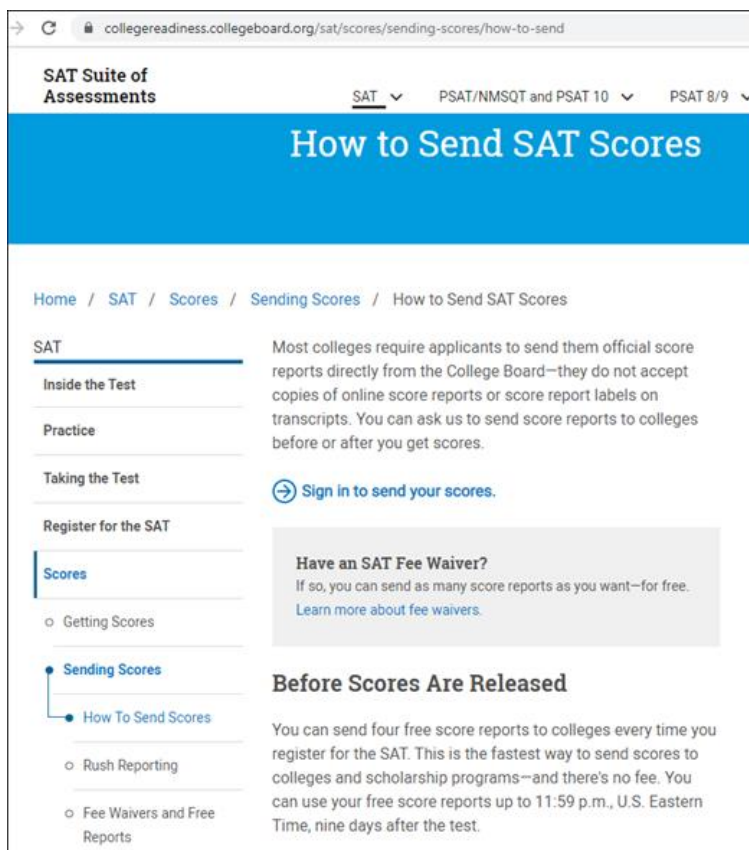 collegereadiness.collegeboard.org/sat/scores/sending-scores/how-to-send
SAT Suite of
Assessments
SAT PSAT/NMSQT and PSAT 10 PSAT 8/9
How to Send SAT Scores
Home / SAT / Scores / Sending Scores / How to Send SAT Scores
SAT
Inside the Test
Practice
Taking the Test
Register for the SAT
Scores
Getting Scores
Sending Scores
How To Send Scores
Rush Reporting
Fee Waivers and Free
Reports
Most colleges require applicants to send them official score
reports directly from the College Board—they do not accept
copies of online score reports or score report labels on
transcripts. You can ask us to send score reports to colleges
before or after you get scores.
Sign in to send your scores.
Have an SAT Fee Waiver?
If so, you can send as many score reports as you want—for free.
Learn more about fee waivers.
Before Scores Are Released
You can send four free score reports to colleges every time you
register for the SAT. This is the fastest way to send scores to
colleges and scholarship programs—and there's no fee. You
can use your free score reports up to 11:59 p.m., U.S. Eastern
Time, nine days after the test.